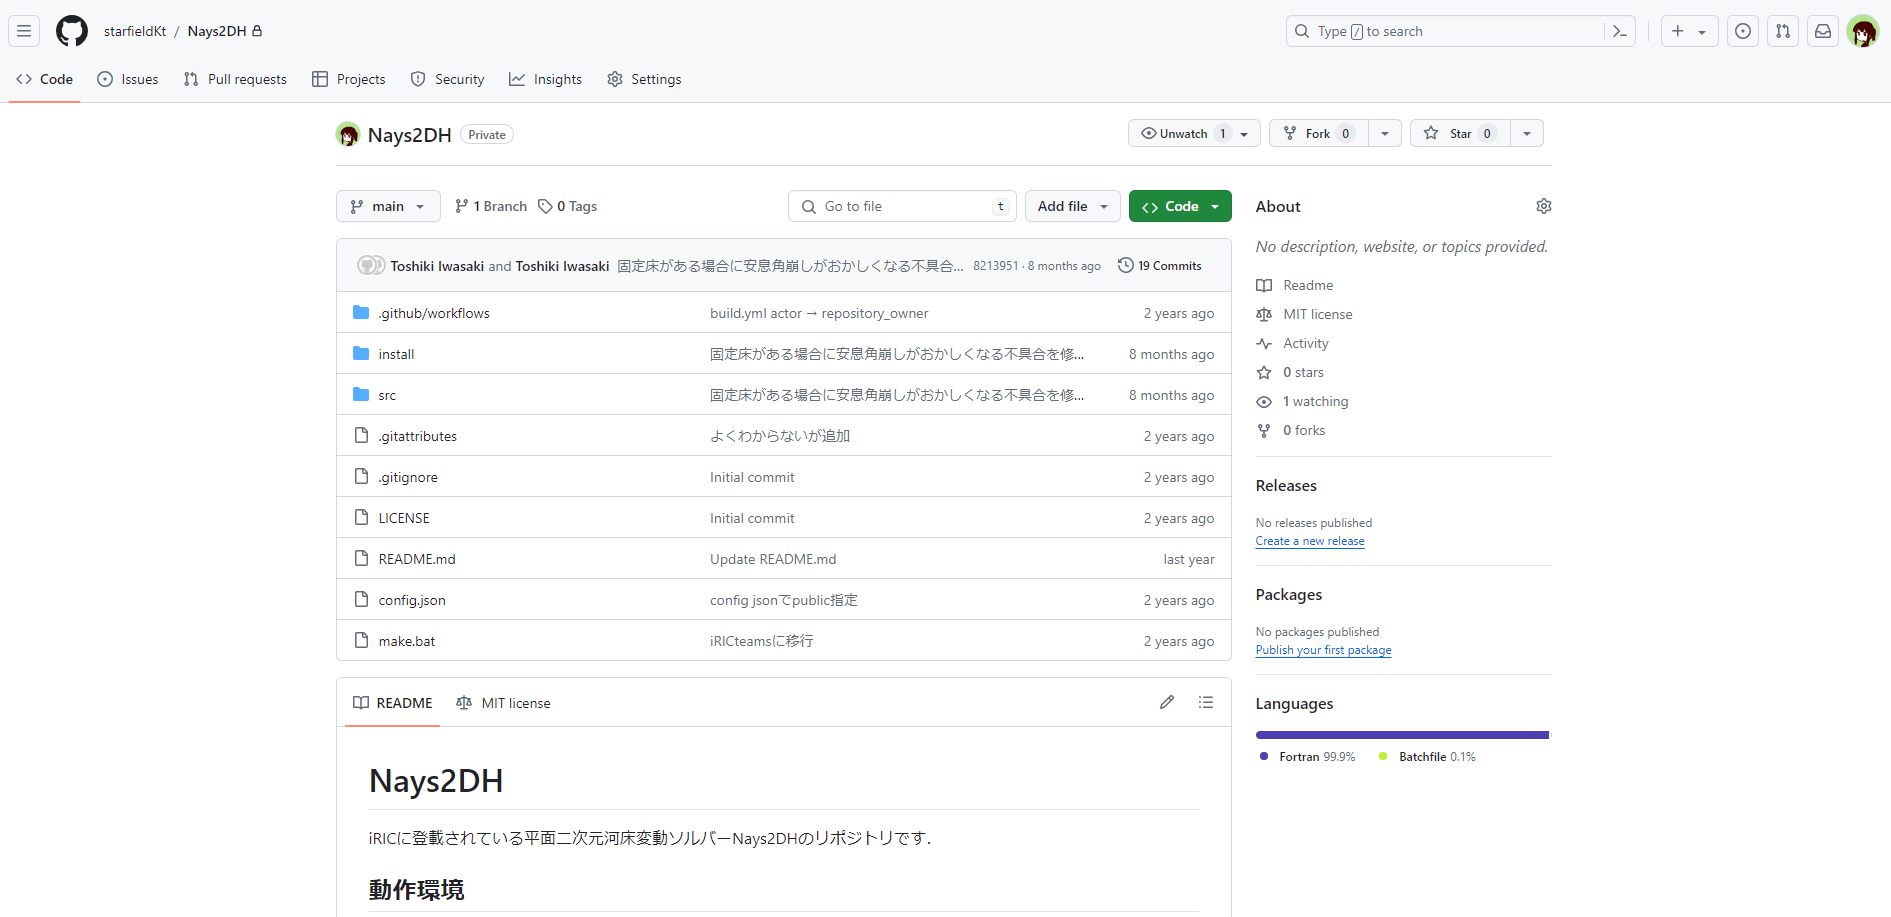 starfieldKt / Nays2DH
Type / to search
Code Issues Pull requests Projects Security Insights Settings
Nays2DH Private
Unwatch 1 Fork 0 Star 0
main 1 Branch 0 Tags Go to file t Add file Code
Toshiki Iwasaki and Toshiki Iwasaki 固定床がある場合に安息角崩しがおかしくなる不具合... 8213951 · 8 months ago 19 Commits
.github/workflows build.yml actor → repository_owner 2 years ago
install 固定床がある場合に安息角崩しがおかしくなる不具合を修... 8 months ago
src 固定床がある場合に安息角崩しがおかしくなる不具合を修... 8 months ago
.gitattributes よくわからないが追加 2 years ago
.gitignore Initial commit 2 years ago
LICENSE Initial commit 2 years ago
README.md Update README.md last year
config.json config jsonでpublic指定 2 years ago
make.bat iRICteamsに移行 2 years ago
README MIT license
Nays2DH
iRICに登載されている平面二次元河床変動ソルバーNays2DHのリポジトリです.
動作環境
About
No description, website, or topics provided.
Readme
MIT license
Activity
0 stars
1 watching
0 forks
Releases
No releases published
Create a new release
Packages
No packages published
Publish your first package
Languages
Fortran 99.9% Batchfile 0.1%